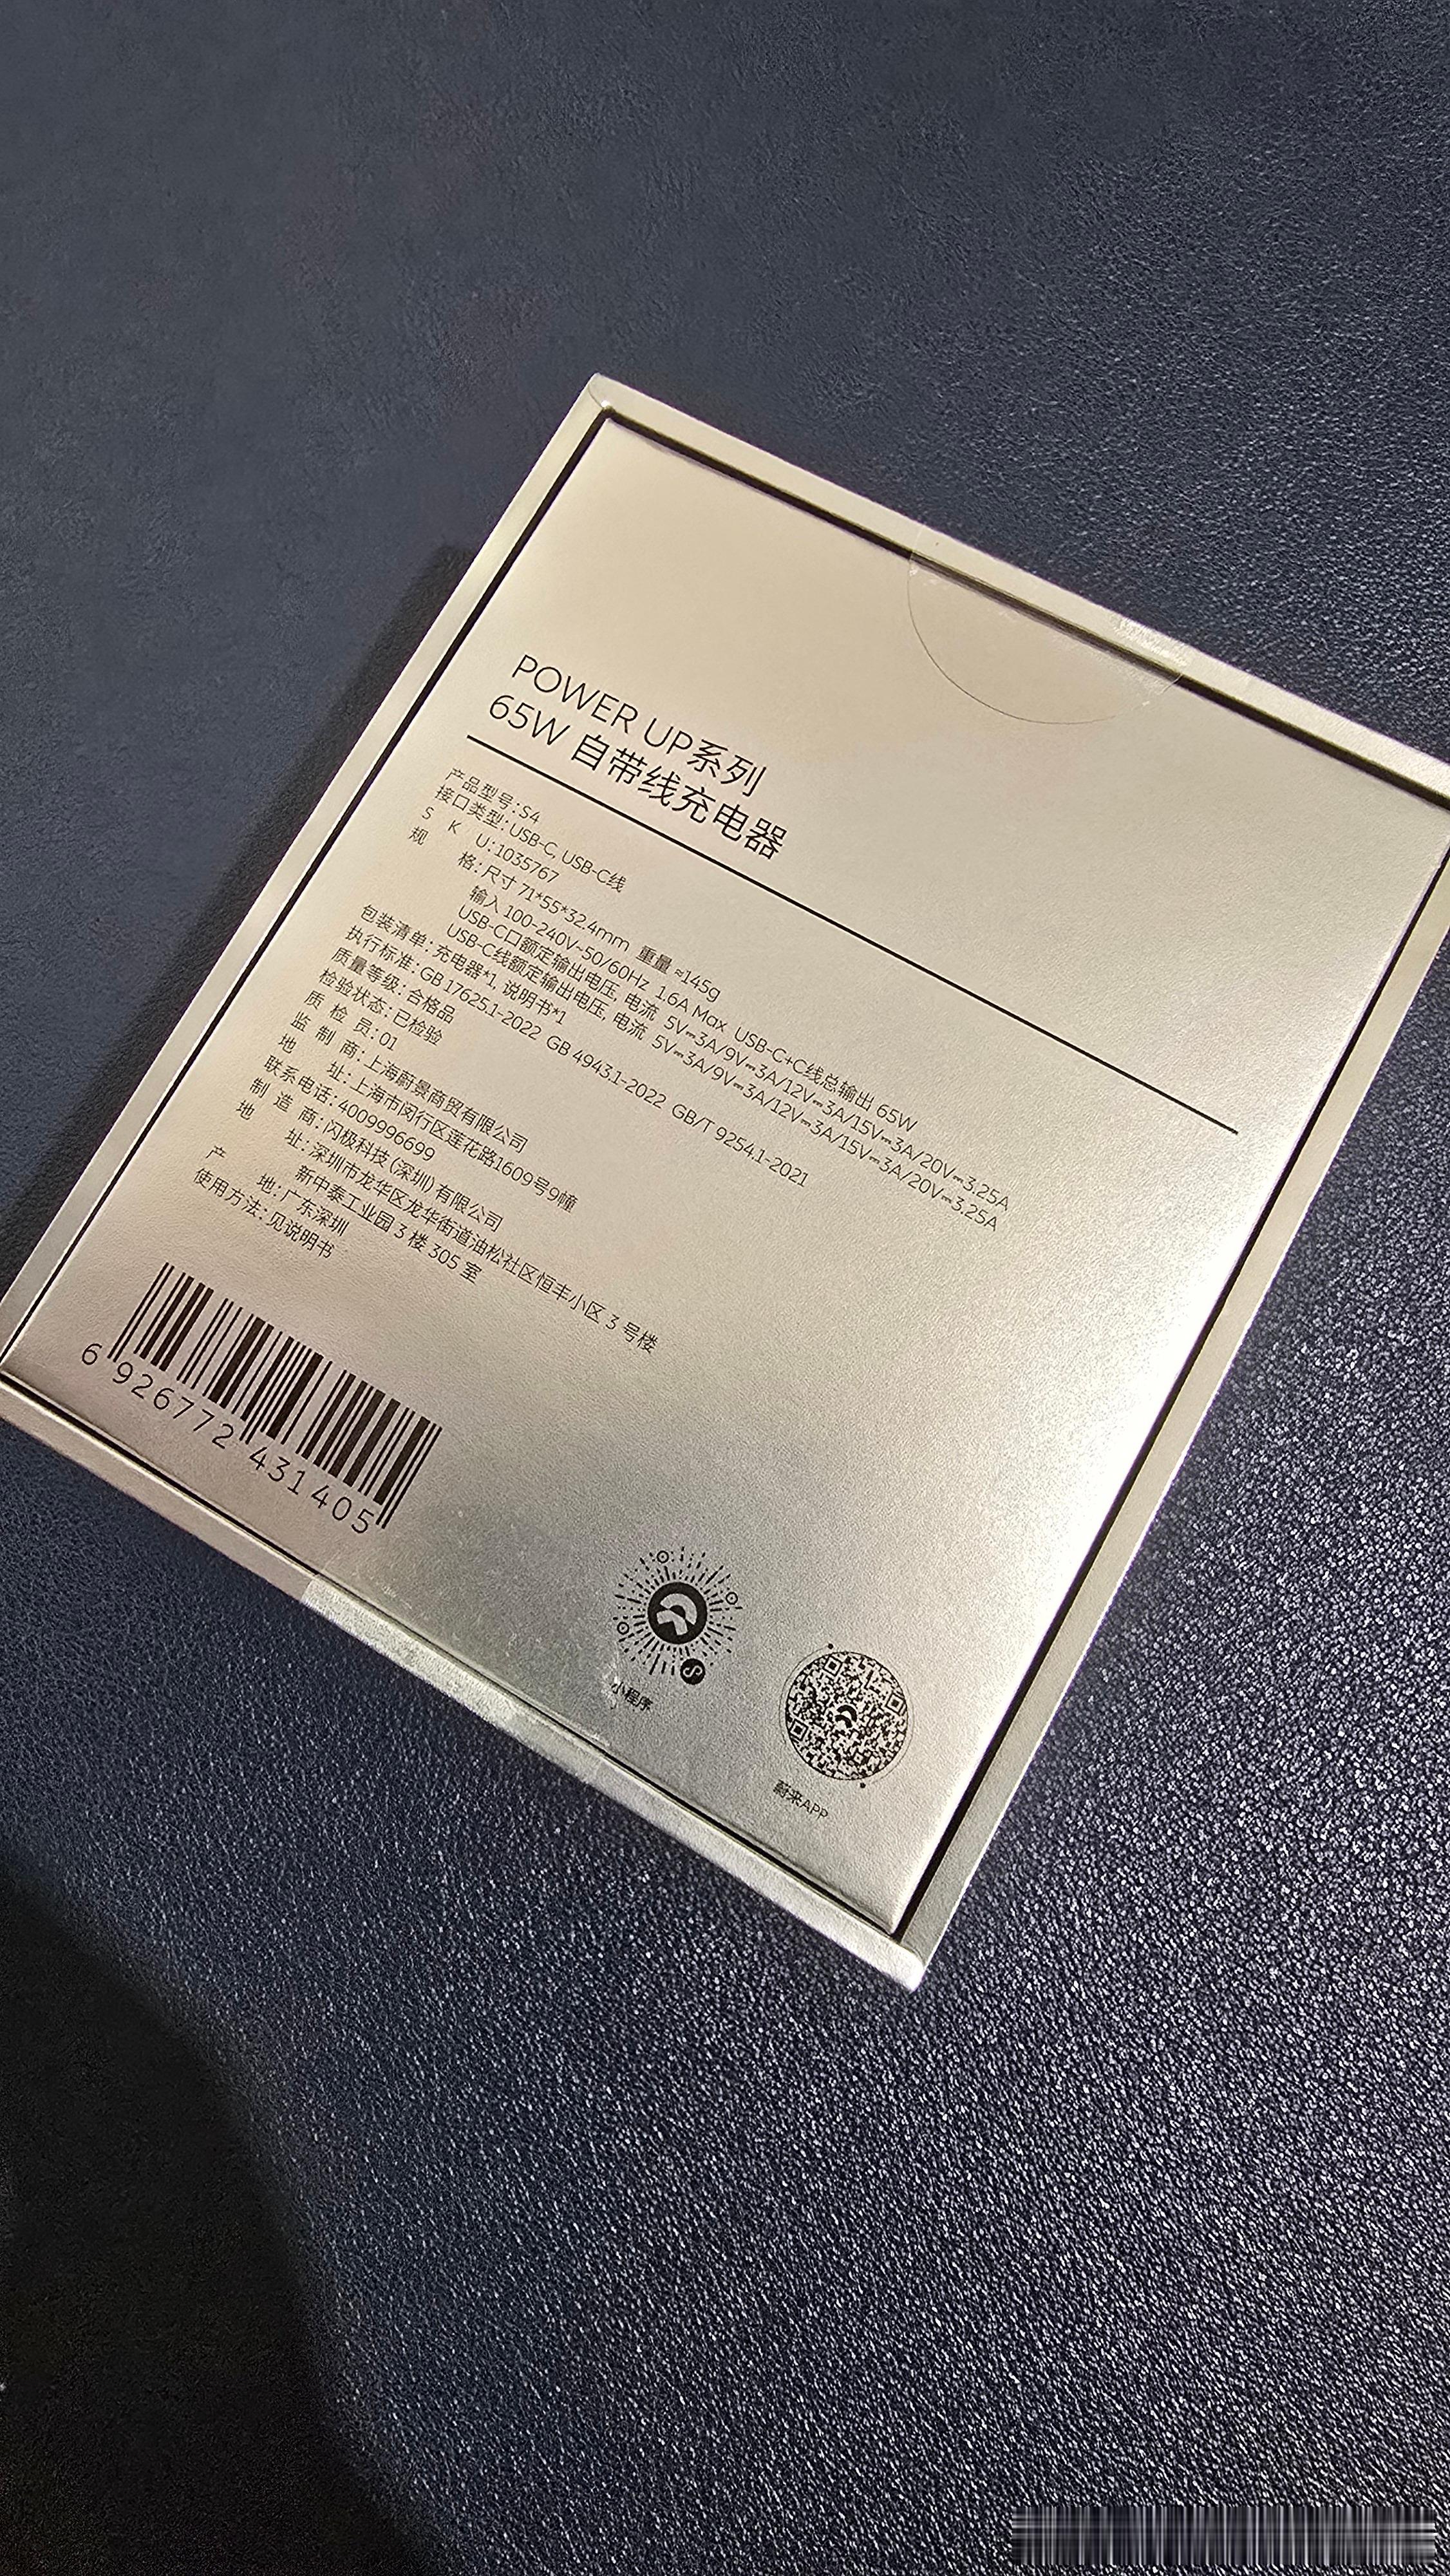 POWER UP系列
65W 自带线充电器
产品型号:S4
接口类型:USB-C, USB-C线
S K U:1035767
规 格:尺寸 71*55*32.4mm 重量 ≈145g
输入 100-240V~50/60Hz 1.6A Max USB-C+C线总输出 65W
USB-C口额定输出电压, 电流 5V⎓3A/9V⎓3A/12V⎓3A/15V⎓3A/20V⎓3.25A
USB-C线额定输出电压, 电流 5V⎓3A/9V⎓3A/12V⎓3A/15V⎓3A/20V⎓3.25A
包装清单:充电器*1, 说明书*1
执行标准:GB 17625.1-2022 GB 4943.1-2022 GB/T 9254.1-2021
质量等级:合格品
检验状态:已检验
质 检 员:01
监 制 商:上海蔚景商贸有限公司
地 址:上海市闵行区莲花路1609号9幢
联系电话:4009996699
制 造 商:闪极科技(深圳)有限公司
地 址:深圳市龙华区龙华街道油松社区恒丰小区 3 号楼
新中泰工业园 3 楼 305 室
产 地:广东深圳
使用方法:见说明书
6 926772 431405
小程序
蔚来APP